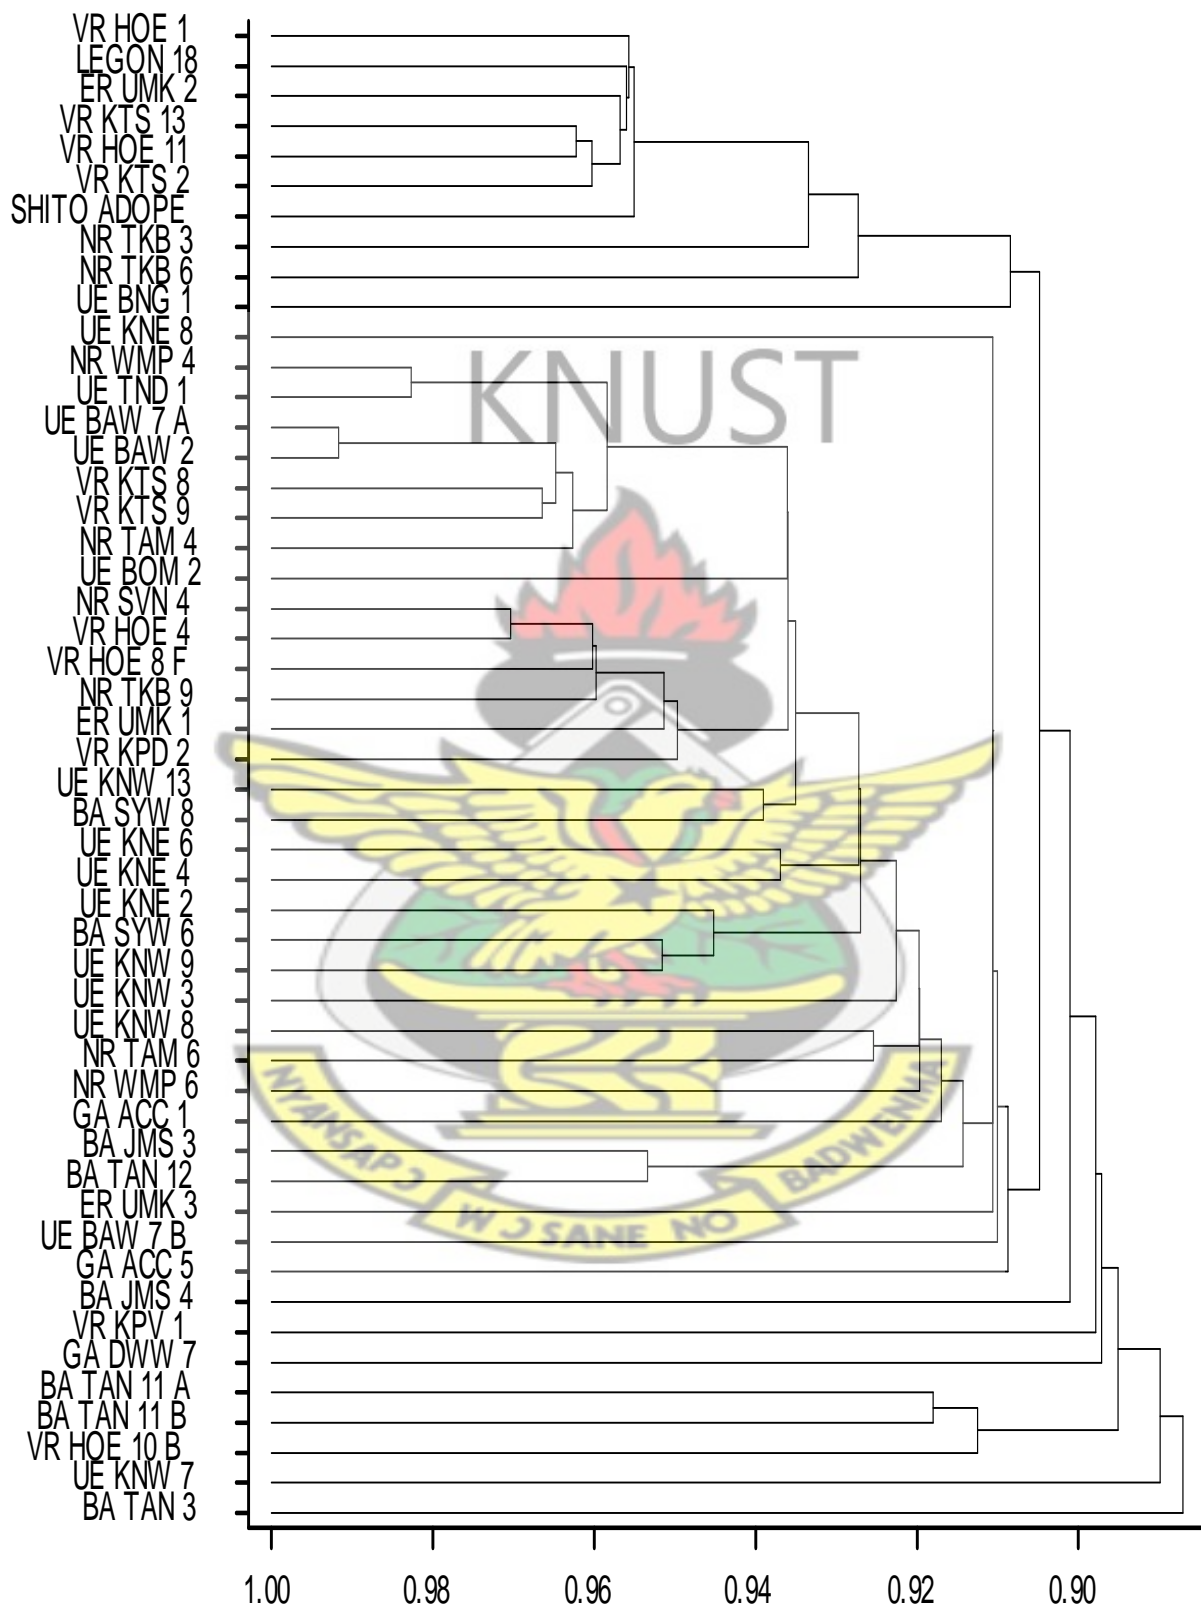 VR HOE 1
LEGON 18
ER UMK 2
VR KTS 13
VR HOE 11
VR KTS 2
SHITO ADOPE
NR TKB 3
NR TKB 6
UE BNG 1
UE KNE 8
NR WMP 4
UE TND 1
UE BAW 7 A
UE BAW 2
VR KTS 8
VR KTS 9
NR TAM 4
UE BOM 2
NR SVN 4
VR HOE 4
VR HOE 8 F
NR TKB 9
ER UMK 1
VR KPD 2
UE KNW 13
BA SYW 8
UE KNE 6
UE KNE 4
UE KNE 2
BA SYW 6
UE KNW 9
UE KNW 3
UE KNW 8
NR TAM 6
NR WMP 6
GA ACC 1
BA JMS 3
BA TAN 12
ER UMK 3
UE BAW 7 B
GA ACC 5
BA JMS 4
VR KPV 1
GA DWW 7
BA TAN 11 A
BA TAN 11 B
VR HOE 10 B
UE KNW 7
BA TAN 3
KNUST
NYANSAPƆ WƆ SANE NO BADWENMA
1.00 0.98 0.96 0.94 0.92 0.90